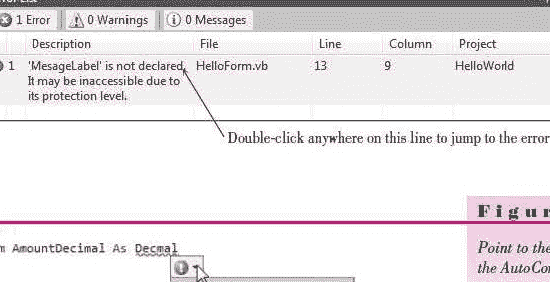 1 Error 0 Warnings 0 Messages
Description File Line Column Project
1 'MesageLabel' is not declared. It may be inaccessible due to its protection level. HelloForm.vb 13 9 HelloWorld
Double-click anywhere on this line to jump to the error
AmountDecimal As Decmal
Figur
Point to the
the AutoCor